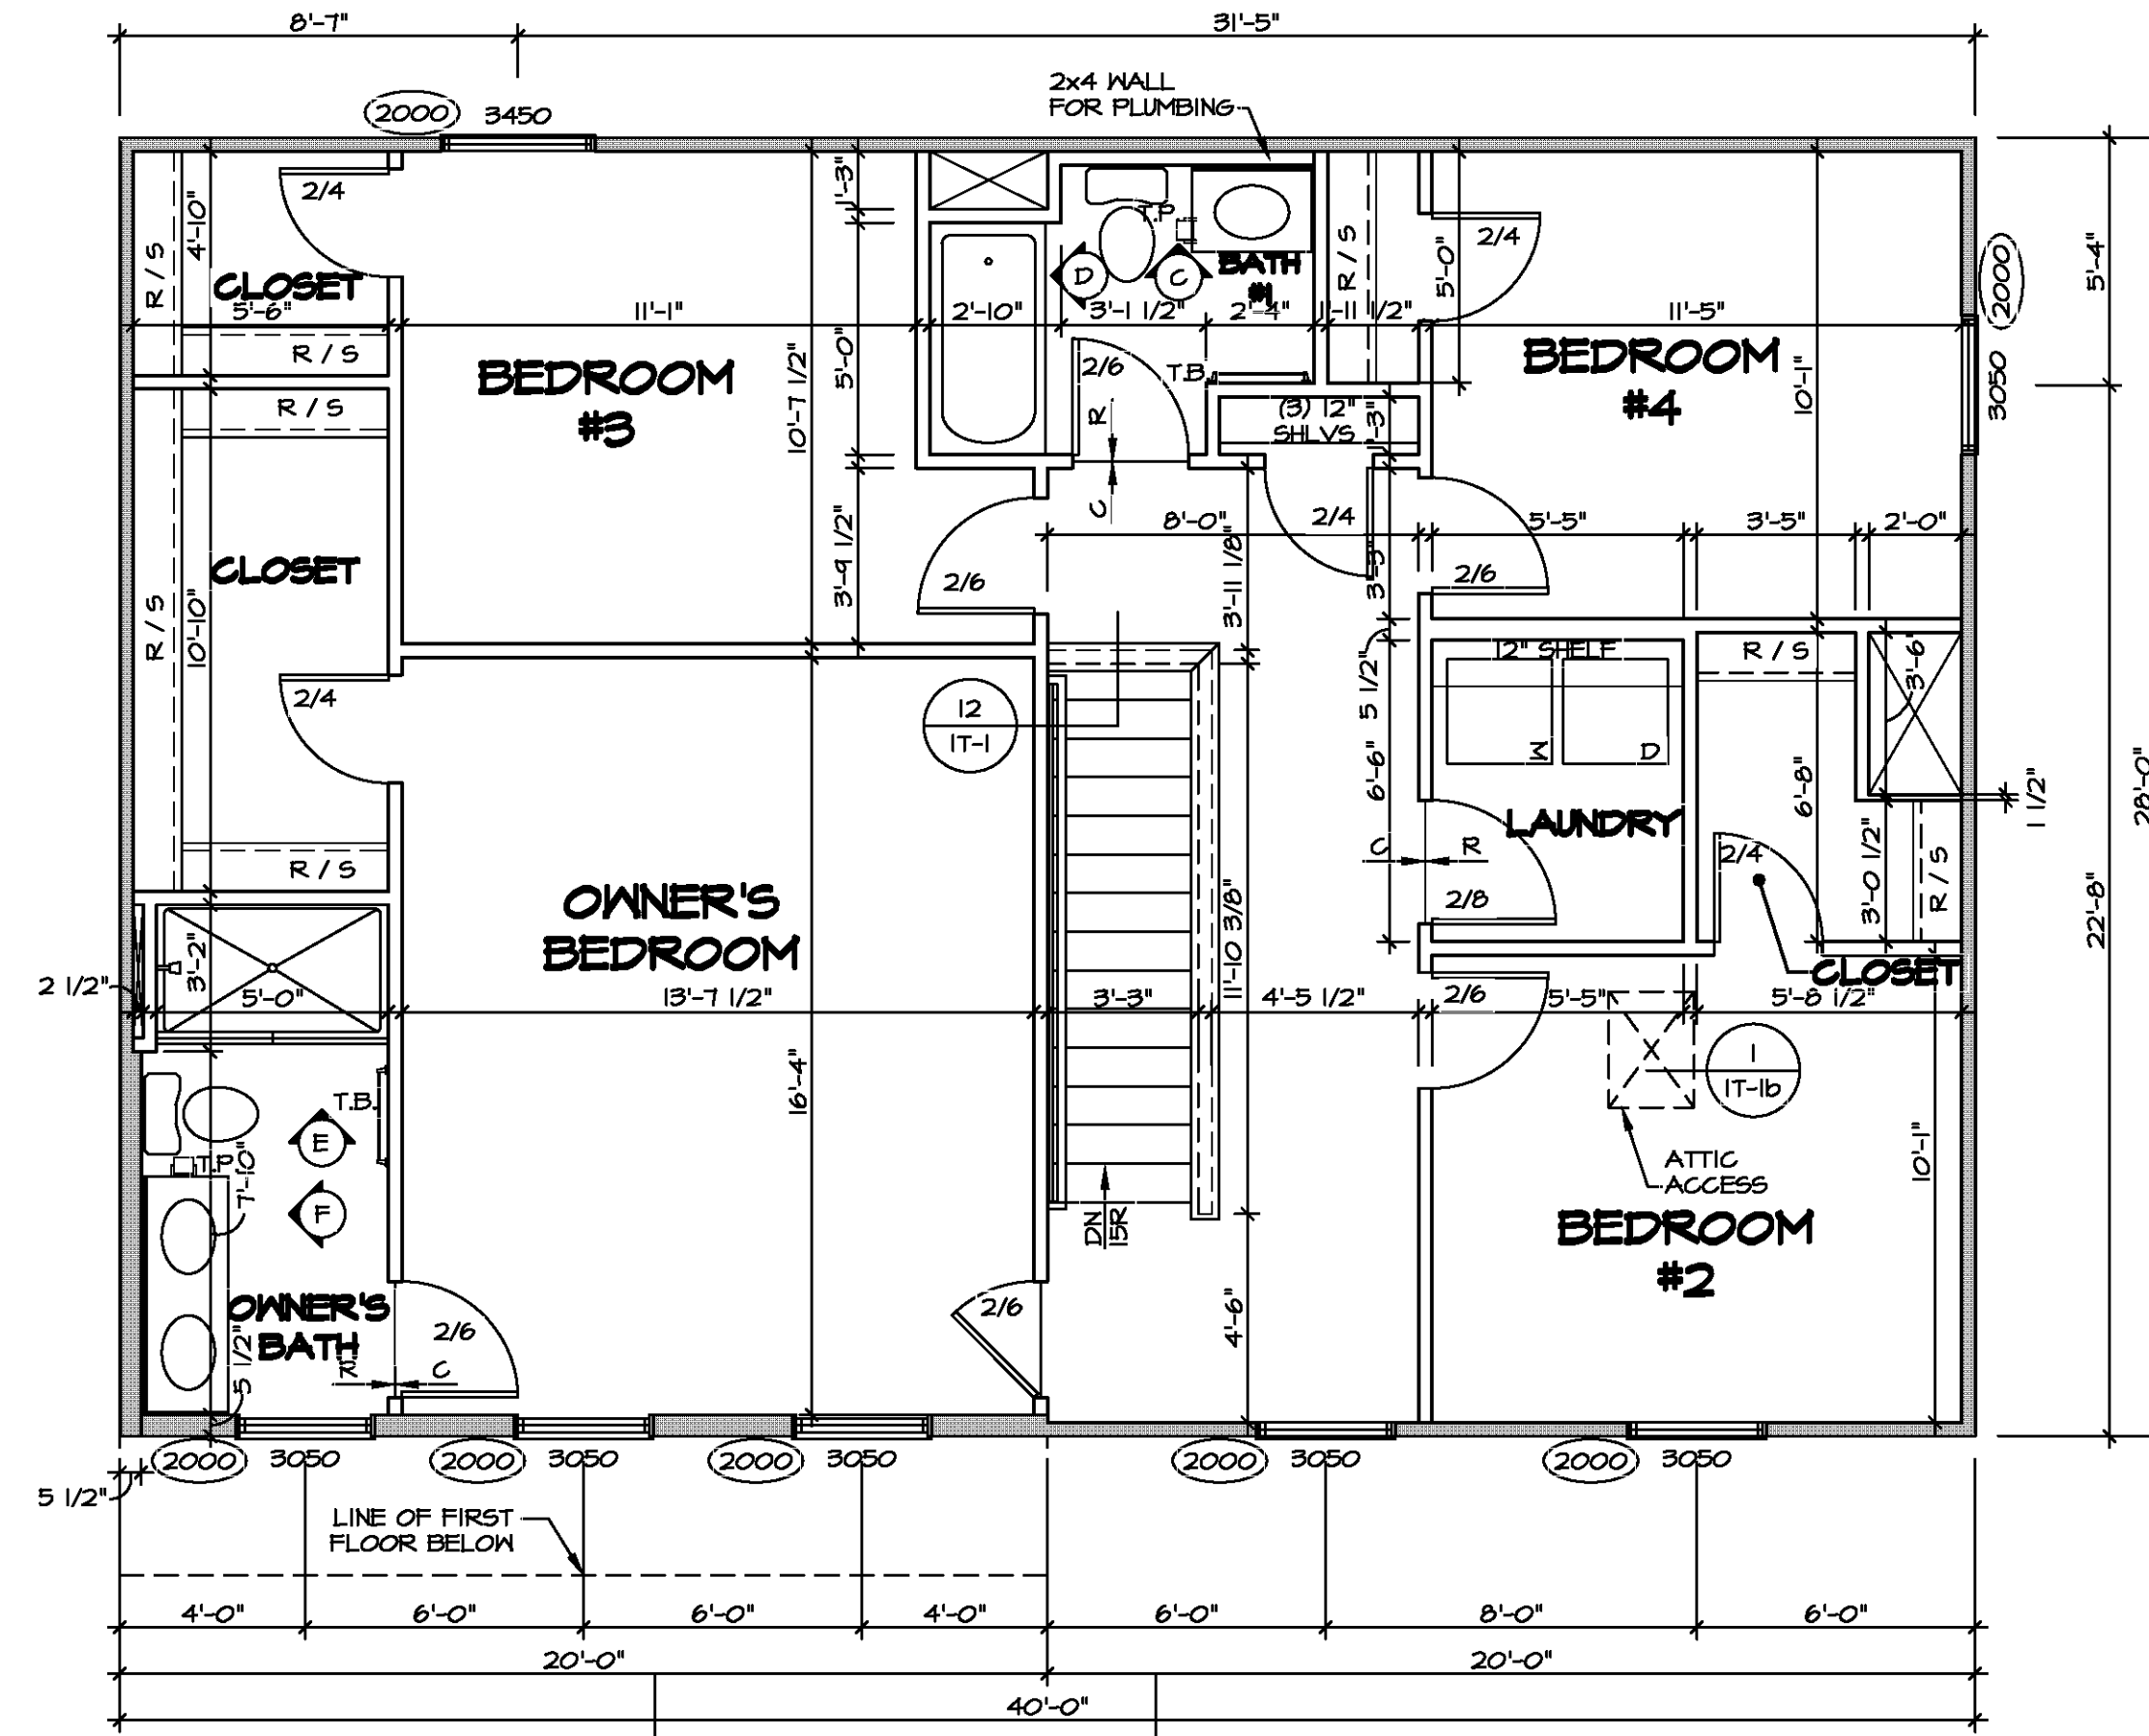 8'-7"
31'-5"
2x4 WALL
FOR PLUMBING
2000
3450
2/4
4'-10"
R / S
CLOSET
5'-6"
R / S
11'-1"
BEDROOM
#3
10'-7 1/2"
1'-3"
5'-0"
3'-9 1/2"
2'-10"
T.P.
D
C
BATH
#1
3'-1 1/2"
2'-4"
1'-11 1/2"
2/6
T.B.
R
C
R / S
5'-0"
2/4
11'-5"
BEDROOM
#4
10'-1"
2000
3050
5'-4"
(3) 12"
SHLVS
1'-3"
R / S
CLOSET
R / S
10'-10"
2/4
R / S
2/6
8'-0"
2/4
3'-11 1/8"
3'-3"
5'-5"
3'-5"
2'-0"
2/6
5 1/2"
12" SHELF
W
D
R / S
3'-6"
12
1T-1
6'-6"
6'-8"
LAUNDRY
C
R
2/8
2/4
3'-0 1/2"
R / S
1 1/2"
28'-0"
22'-8"
OWNER'S
BEDROOM
2 1/2"
3'-2"
5'-0"
13'-7 1/2"
3'-3"
11'-10 3/8"
4'-5 1/2"
2/6
5'-5"
CLOSET
5'-8 1/2"
1
1T-1b
16'-4"
T.B.
E
T.P.
7'-10"
F
ATTIC
ACCESS
10'-1"
BEDROOM
#2
DN
15R
OWNER'S
BATH
5 1/2"
R
C
2/6
2/6
4'-6"
2000
3050
2000
3050
2000
3050
2000
3050
2000
3050
5 1/2"
LINE OF FIRST
FLOOR BELOW
4'-0"
6'-0"
6'-0"
4'-0"
6'-0"
8'-0"
6'-0"
20'-0"
20'-0"
40'-0"